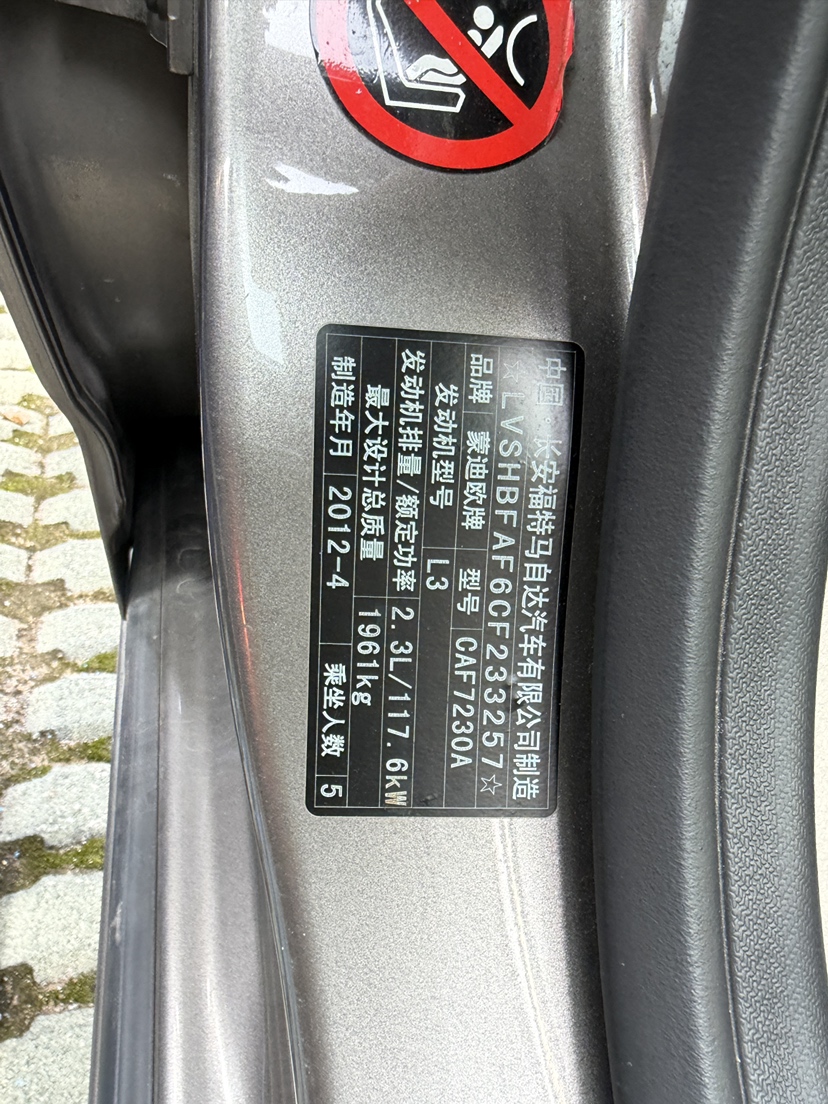 中国·长安福特马自达汽车有限公司制造
☆LVSHBFAF6CF233257☆
品牌 蒙迪欧牌 型号 CAF7230A
发动机型号 L3
发动机排量/额定功率 2.3L/117.6kW
最大设计总质量 1961kg
制造年月 2012-4 乘坐人数 5